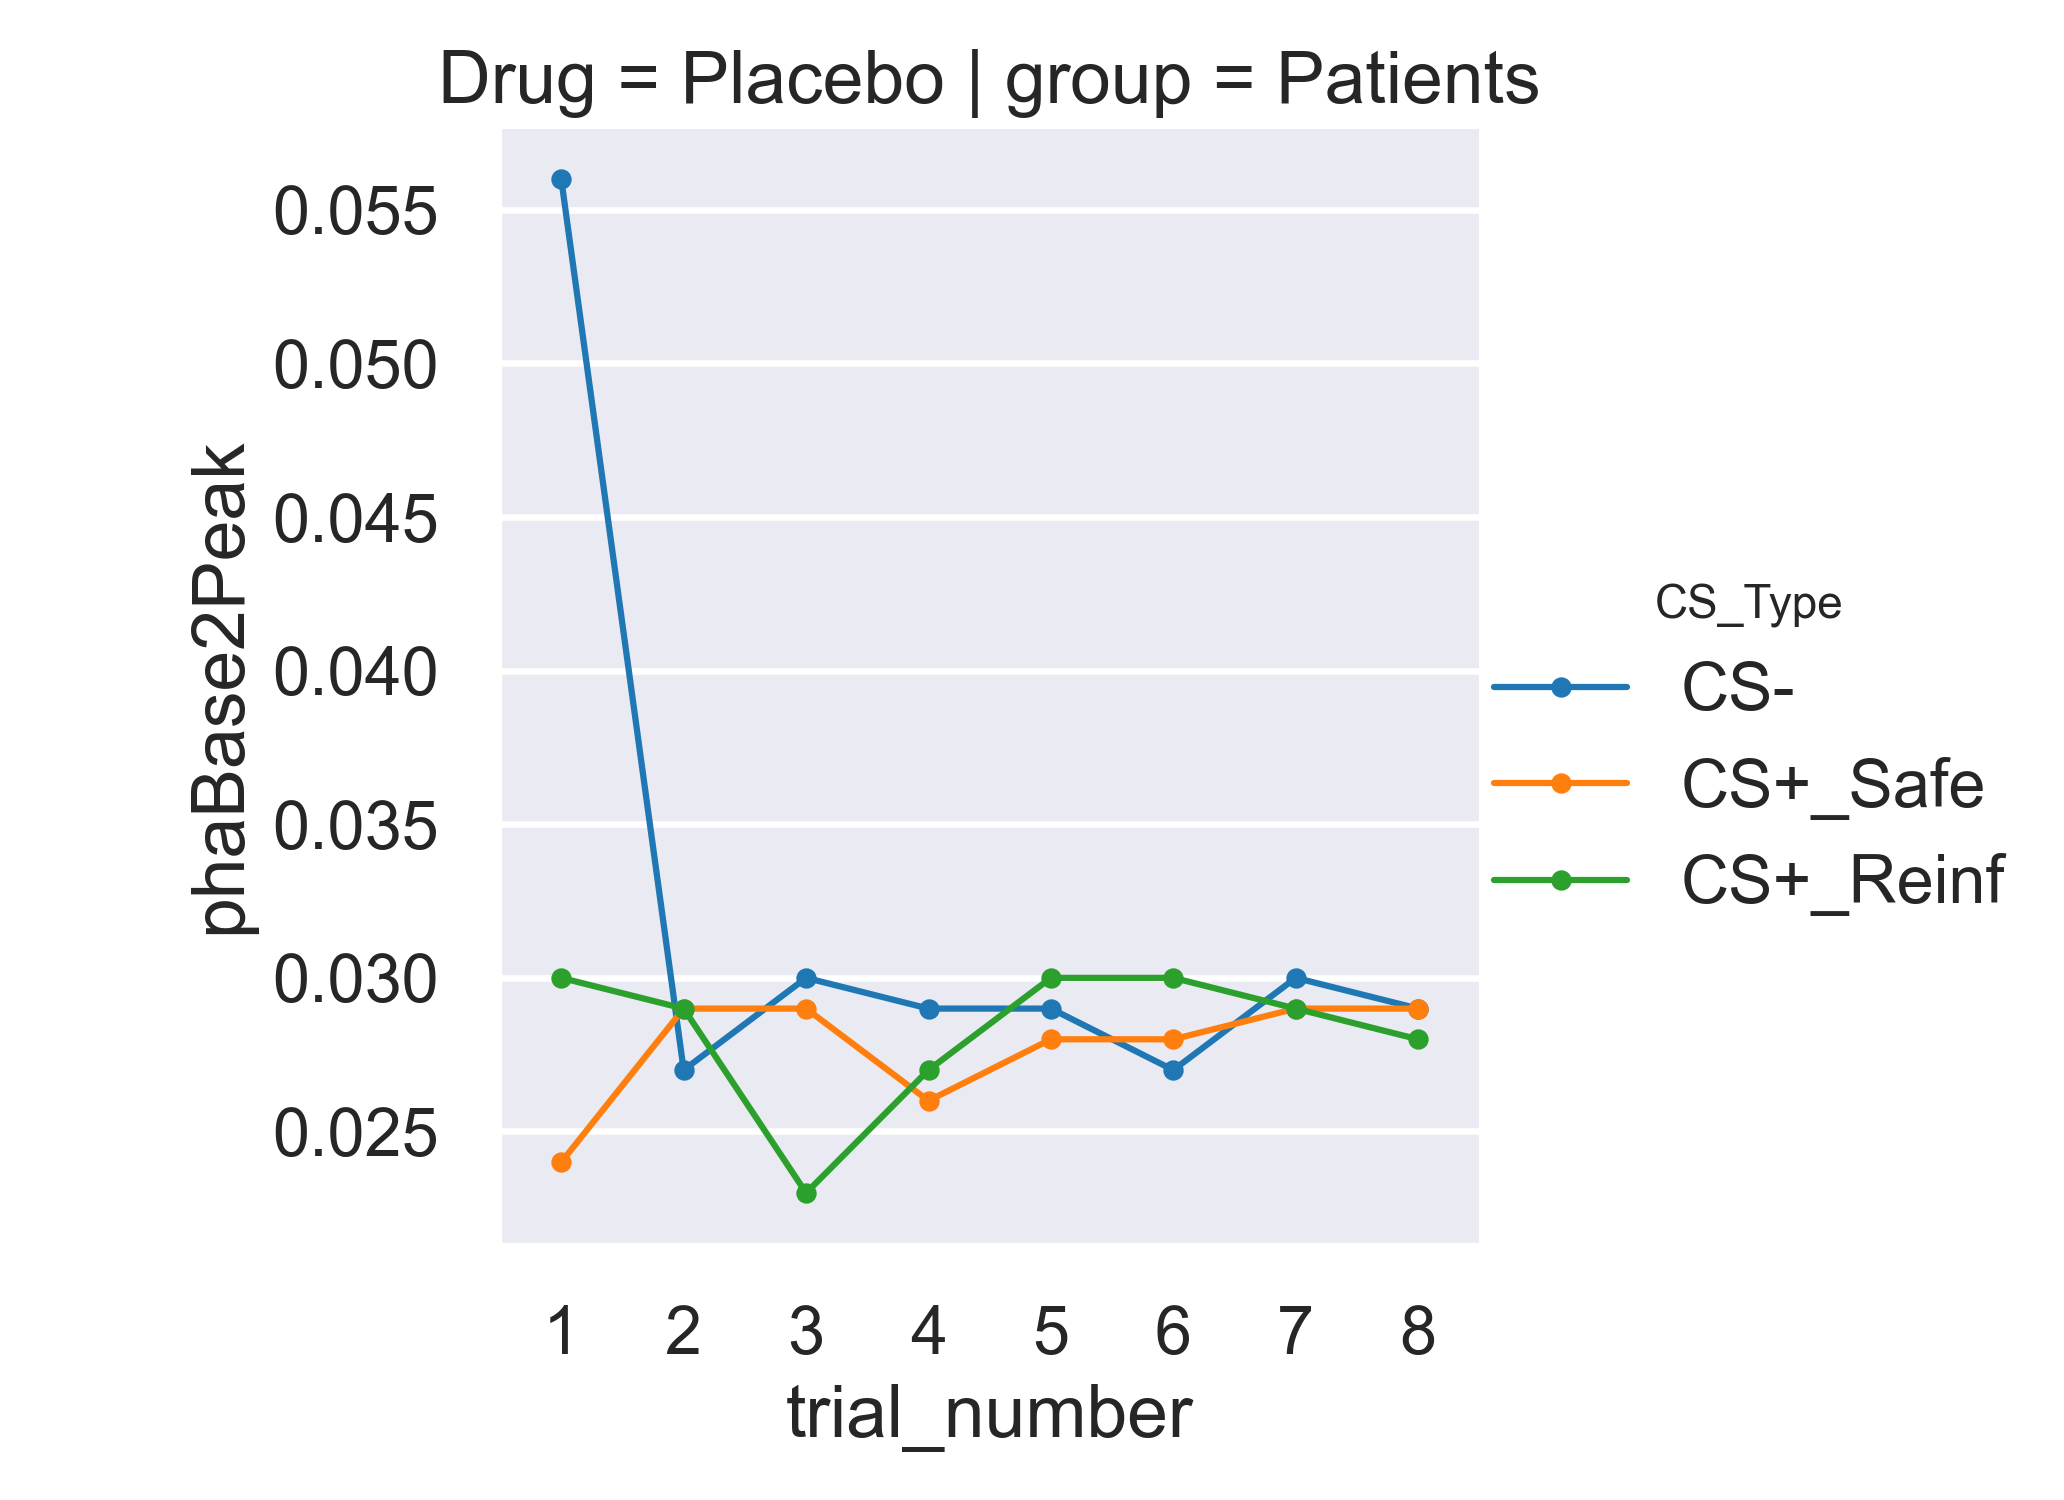 Drug = Placebo | group = Patients
0.055
0.050
0.045
0.040
0.035
0.030
0.025
phaBase2Peak
1 2 3 4 5 6 7 8
trial_number
CS_Type
CS-
CS+_Safe
CS+_Reinf